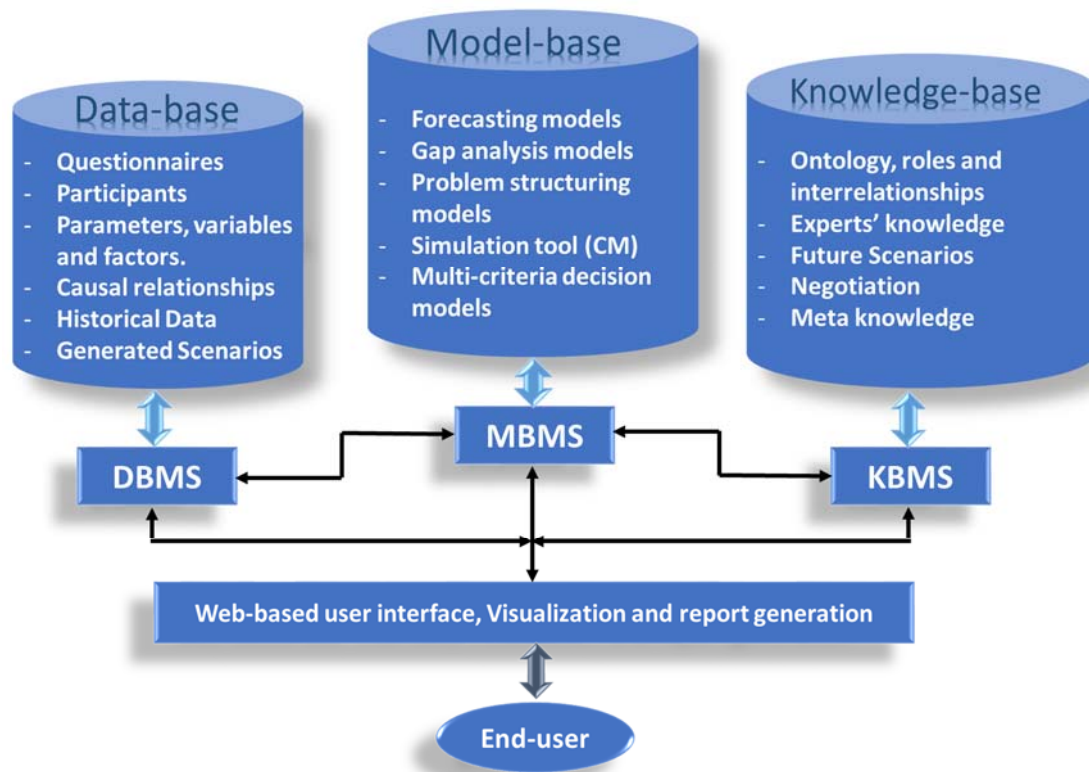 Data-base
- Questionnaires
- Participants
- Parameters, variables
and factors.
- Causal relationships
- Historical Data
- Generated Scenarios
Model-base
- Forecasting models
- Gap analysis models
- Problem structuring
models
- Simulation tool (CM)
- Multi-criteria decision
models
Knowledge-base
- Ontology, roles and
interrelationships
- Experts’ knowledge
- Future Scenarios
- Negotiation
- Meta knowledge
DBMS
MBMS
KBMS
Web-based user interface, Visualization and report generation
End-user